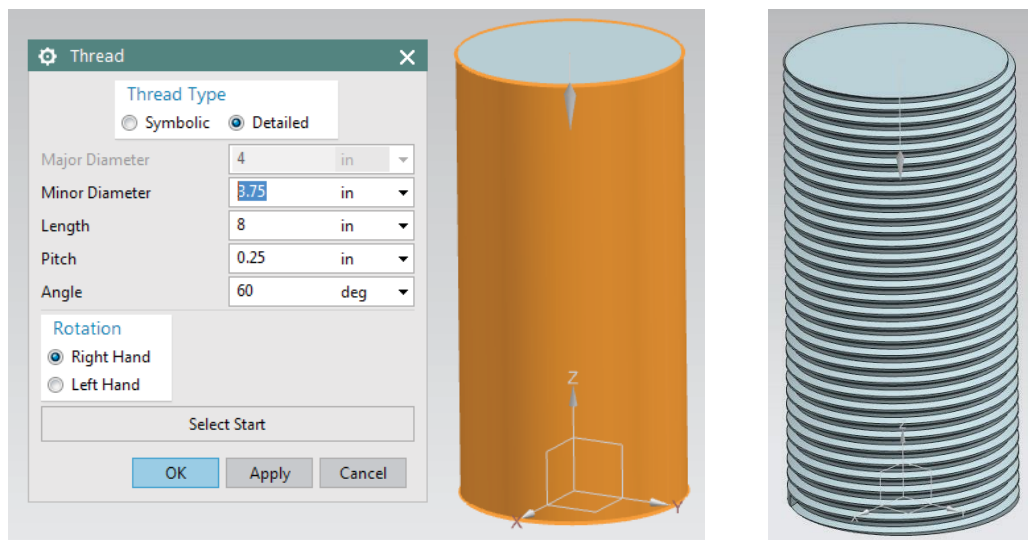 Thread
Thread Type
Symbolic Detailed
Major Diameter 4 in
Minor Diameter 3.75 in
Length 8 in
Pitch 0.25 in
Angle 60 deg
Rotation
Right Hand
Left Hand
Select Start
OK Apply Cancel
Z
X
Y
Z
X
Y